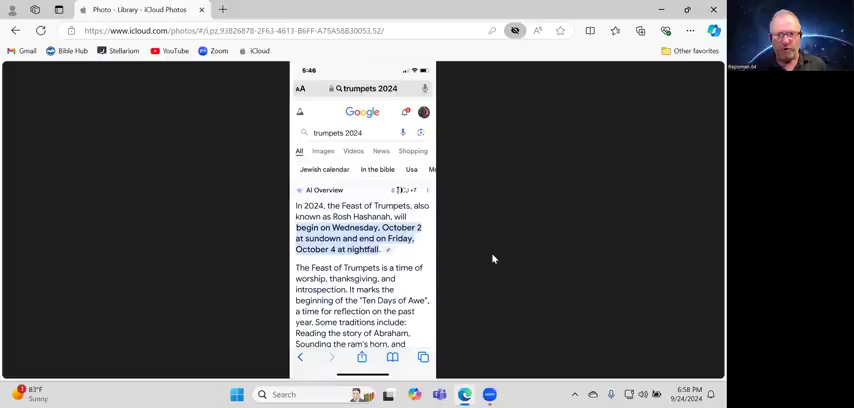 Photo - Library - iCloud Photos
https://www.icloud.com/photos/#/i,pz_93B26878-2F63-4613-B6FF-A75A58B30053,52/
Gmail
Bible Hub
Stellarium
YouTube
Zoom
iCloud
Other favorites
Repoman 64
5:46
AA
trumpets 2024
Google
trumpets 2024
All Images Videos News Shopping
Jewish calendar In the bible Usa
AI Overview
+7
In 2024, the Feast of Trumpets, also
known as Rosh Hashanah, will
begin on Wednesday, October 2
at sundown and end on Friday,
October 4 at nightfall.
The Feast of Trumpets is a time of
worship, thanksgiving, and
introspection. It marks the
beginning of the "Ten Days of Awe",
a time for reflection on the past
year. Some traditions include:
Reading the story of Abraham,
Sounding the ram's horn, and
83°F
Sunny
Search
6:58 PM
9/24/2024